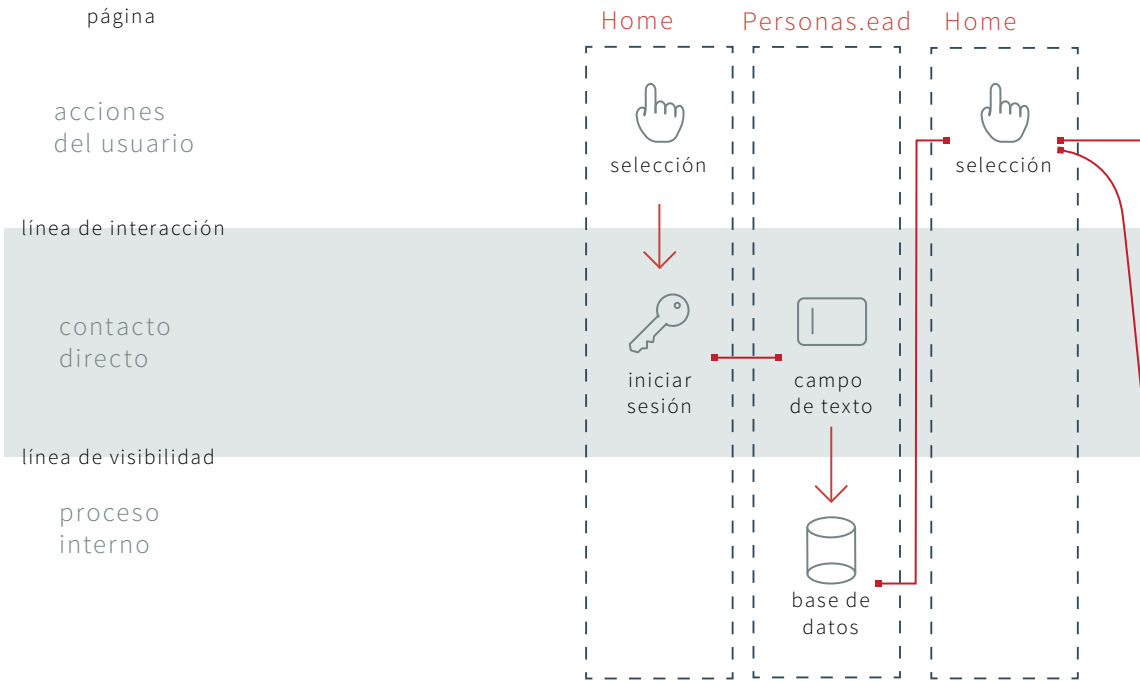 página
Home
Personas.ead
Home
acciones
del usuario
selección
selección
línea de interacción
contacto
directo
iniciar
sesión
campo
de texto
línea de visibilidad
proceso
interno
base de
datos